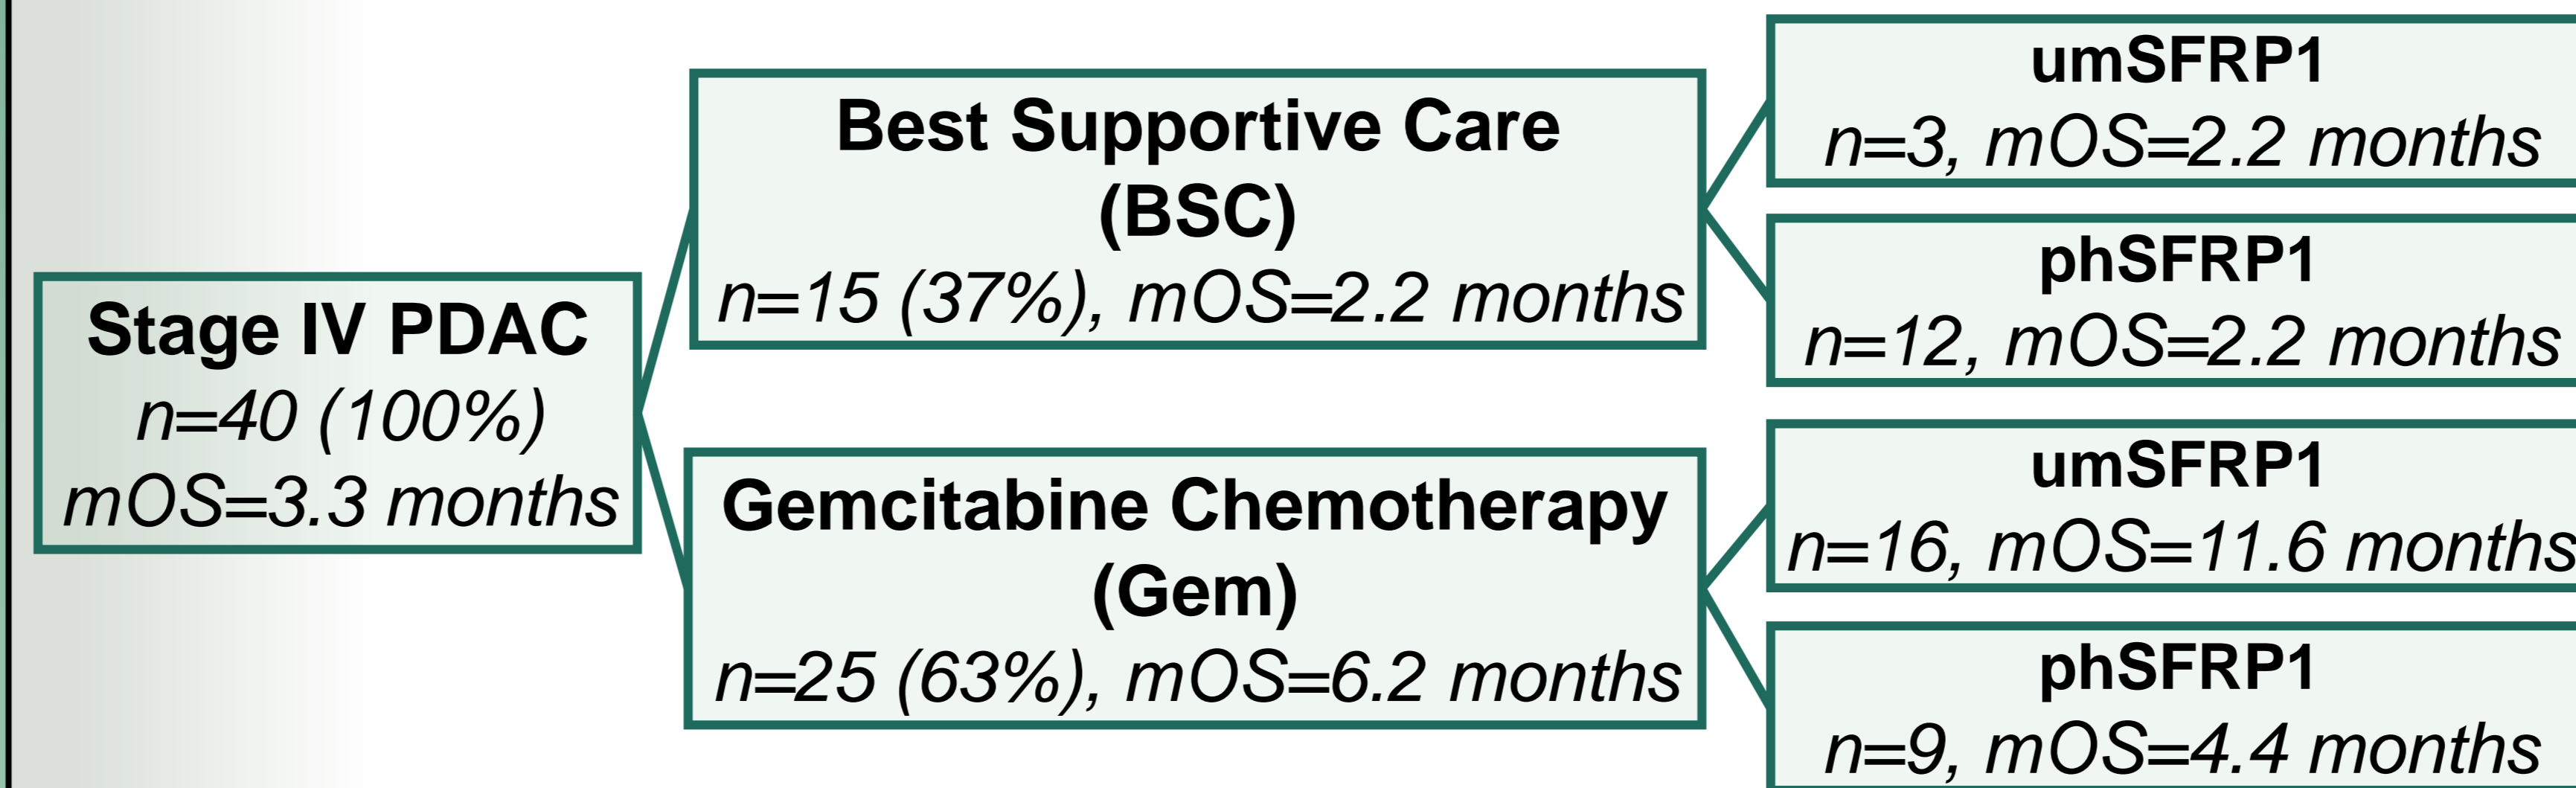 Stage IV PDAC
n=40 (100%)
mOS=3.3 months
Best Supportive Care
(BSC)
n=15 (37%), mOS=2.2 months
umSFRP1
n=3, mOS=2.2 months
phSFRP1
n=12, mOS=2.2 months
Gemcitabine Chemotherapy
(Gem)
n=25 (63%), mOS=6.2 months
umSFRP1
n=16, mOS=11.6 months
phSFRP1
n=9, mOS=4.4 months